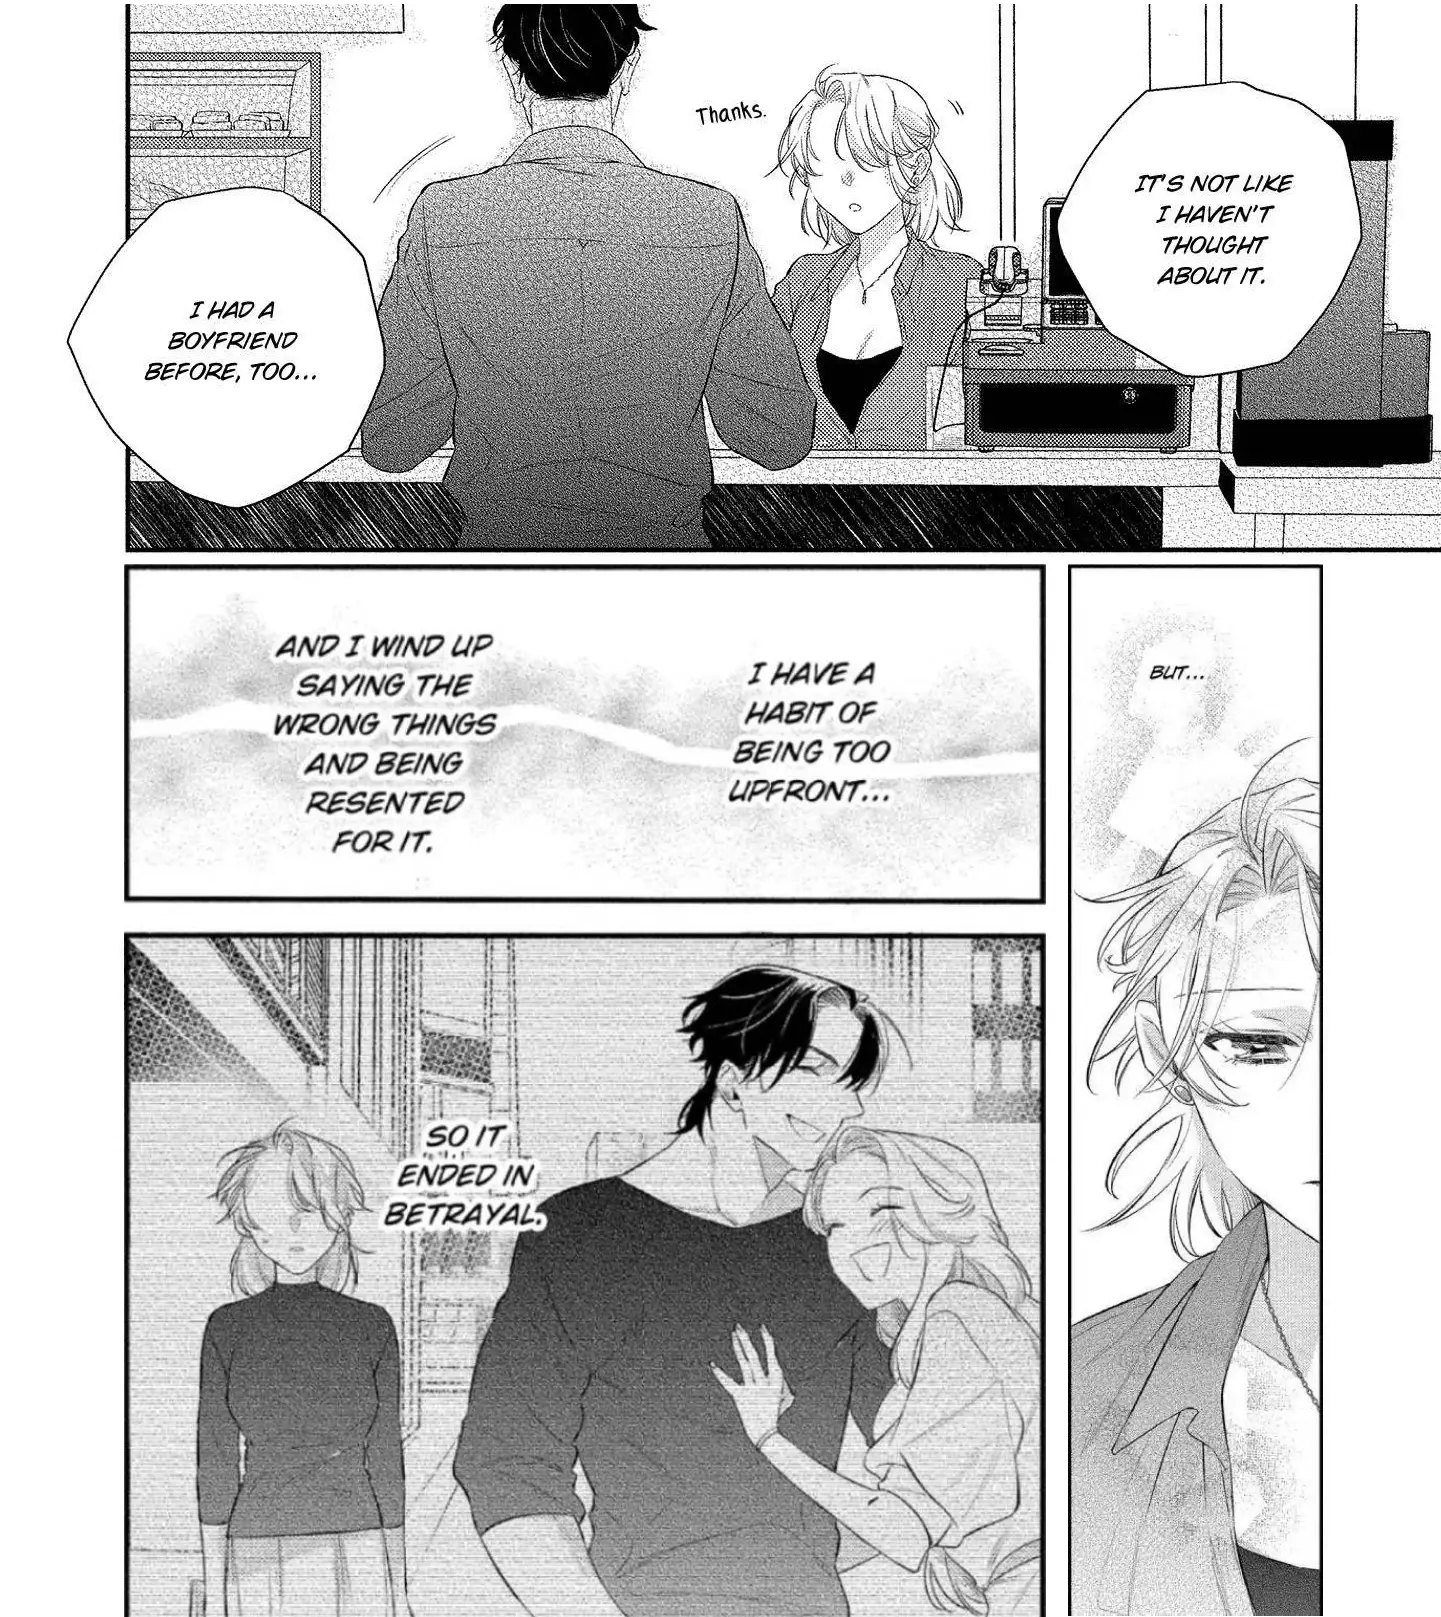 IT'S NOT LIKE
I HAVEN'T
THOUGHT
ABOUT IT.
Thanks.
I HAD A
BOYFRIEND
BEFORE, TOO...
BUT...
I HAVE A
HABIT OF
BEING TOO
UPFRONT...
AND I WIND UP
SAYING THE
WRONG THINGS
AND BEING
RESENTED
FOR IT.
SO IT
ENDED IN
BETRAYAL.